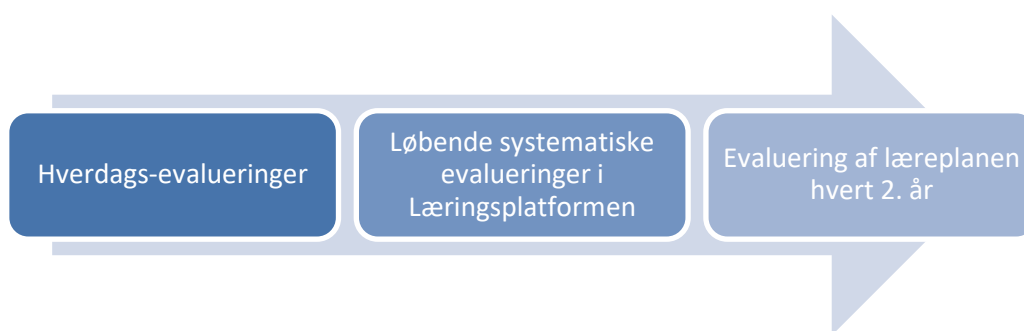 Hverdags-evalueringer
Løbende systematiske
evalueringer i
Læringsplatformen
Evaluering af læreplanen
hvert 2. år